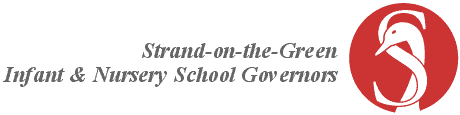 Strand-on-the-Green
Infant & Nursery School Governors
S